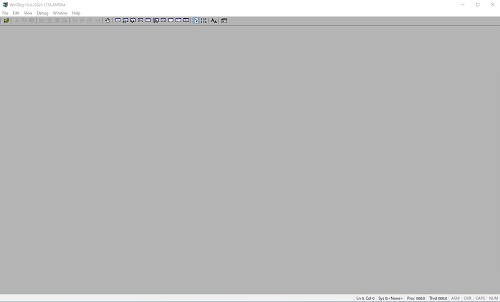 WinDbg:10.0.22621.1778 AMD64
File Edit View Debug Window Help
Ln 0, Col 0 Sys 0:<None> Proc 000:0 Thrd 000:0 ASM OVR CAPS NUM